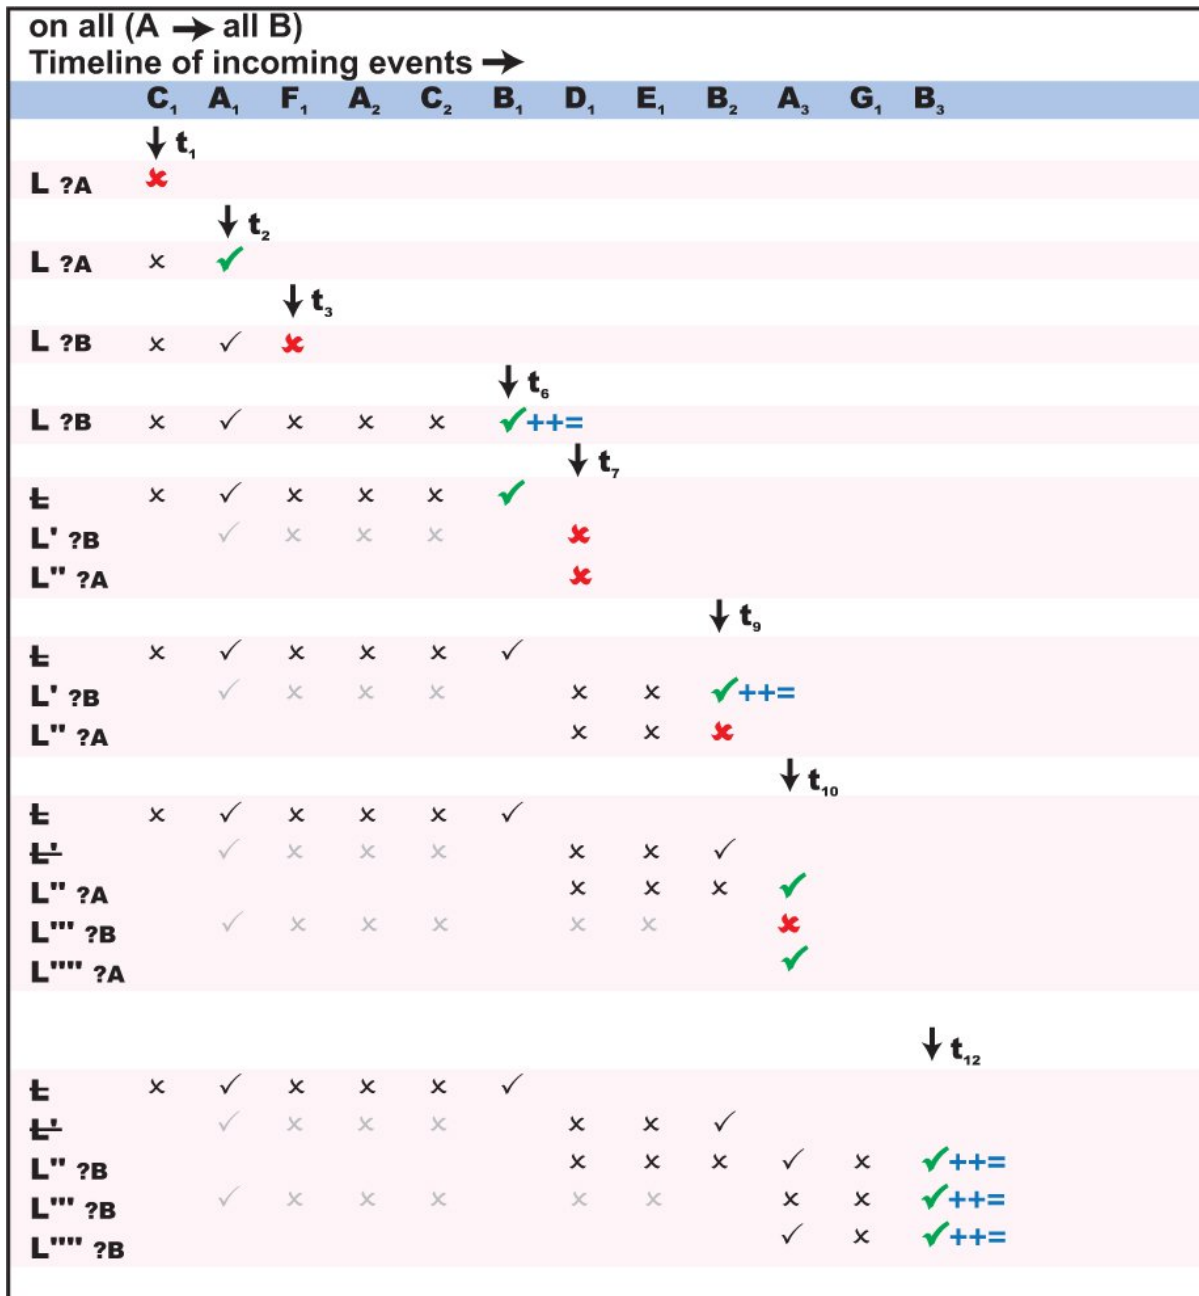 on all (A → all B)
Timeline of incoming events →
C₁ A₁ F₁ A₂ C₂ B₁ D₁ E₁ B₂ A₃ G₁ B₃
↓ t₁
L ?A ✘
↓ t₂
L ?A ✗ ✔
↓ t₃
L ?B ✗ ✓ ✘
↓ t₆
L ?B ✗ ✓ ✗ ✗ ✗ ✔++=
↓ t₇
L̶ ✗ ✓ ✗ ✗ ✗ ✔
L' ?B ✓ ✗ ✗ ✗ ✘
L'' ?A ✘
↓ t₉
L̶ ✗ ✓ ✗ ✗ ✗ ✓
L' ?B ✓ ✗ ✗ ✗ ✗ ✗ ✔++=
L'' ?A ✗ ✗ ✘
↓ t₁₀
L̶ ✗ ✓ ✗ ✗ ✗ ✓
L̶'̶ ✓ ✗ ✗ ✗ ✗ ✗ ✓
L'' ?A ✗ ✗ ✗ ✔
L''' ?B ✓ ✗ ✗ ✗ ✗ ✗ ✘
L'''' ?A ✔
↓ t₁₂
L̶ ✗ ✓ ✗ ✗ ✗ ✓
L̶'̶ ✓ ✗ ✗ ✗ ✗ ✗ ✓
L'' ?B ✗ ✗ ✗ ✓ ✗ ✔++=
L''' ?B ✓ ✗ ✗ ✗ ✗ ✗ ✗ ✗ ✔++=
L'''' ?B ✓ ✗ ✔++=